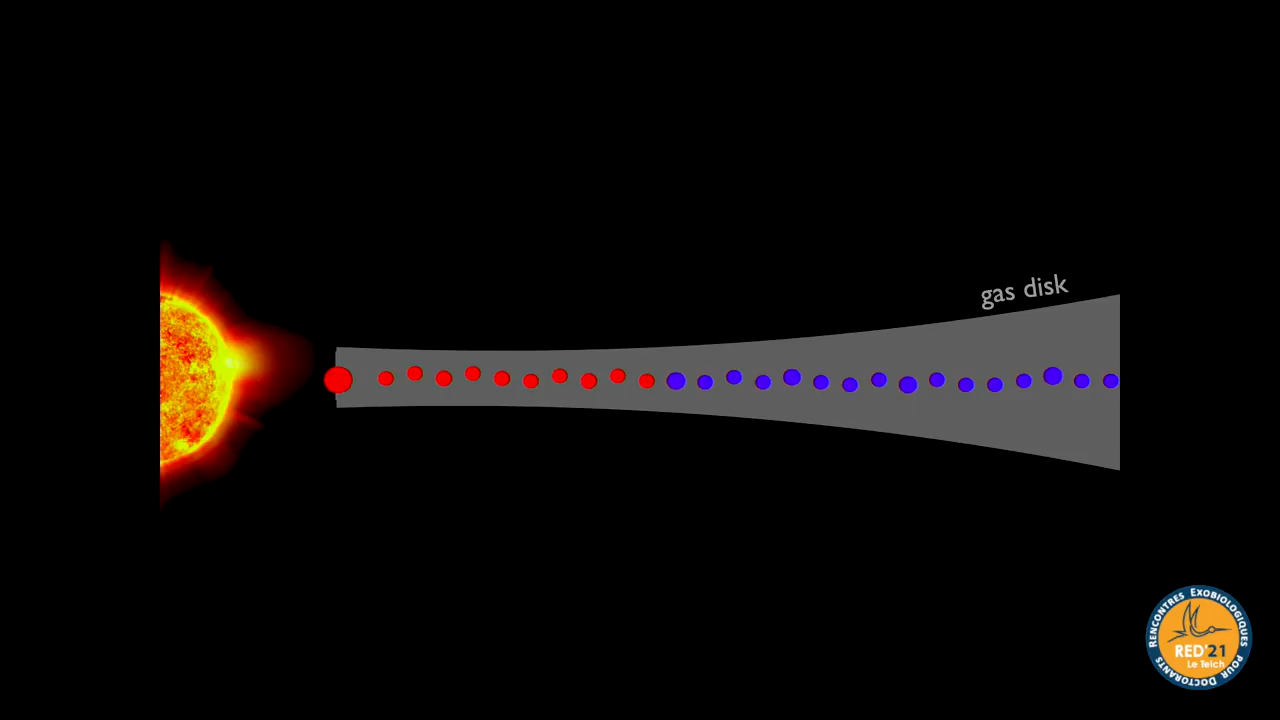 gas disk
RENCONTRES EXOBIOLOGIQUES
POUR DOCTORANTS
RED'21
Le Teich